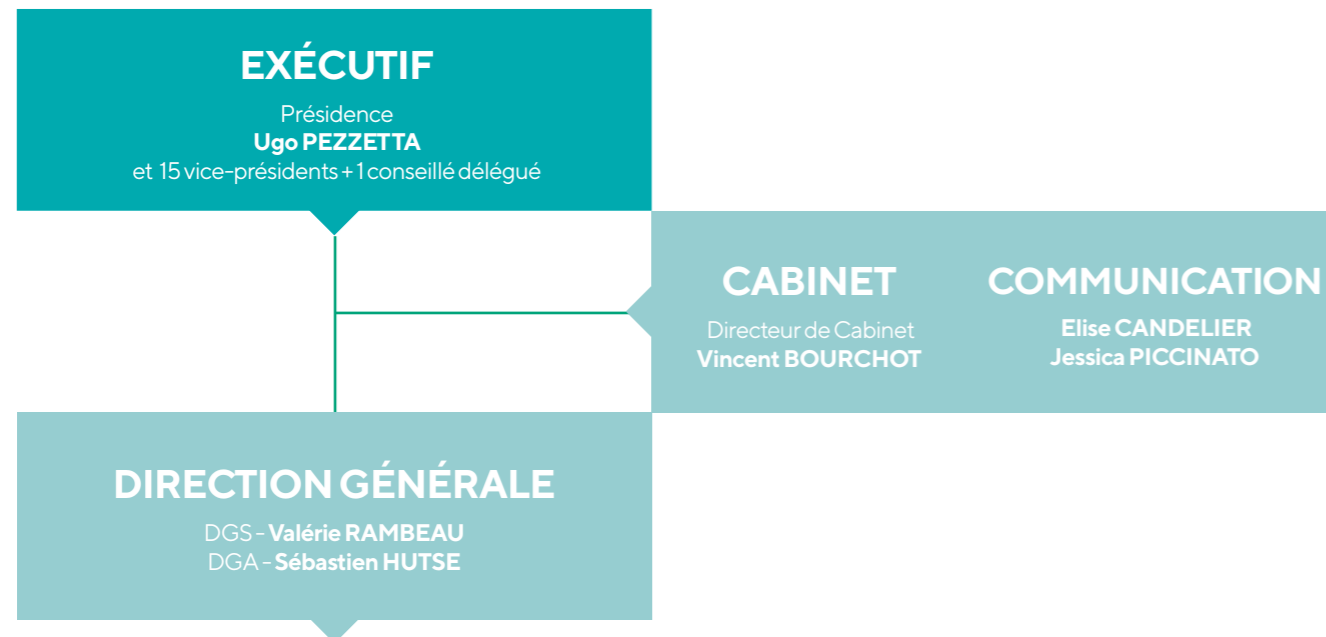 EXÉCUTIF
Présidence
Ugo PEZZETTA
et 15 vice-présidents + 1 conseillé délégué
CABINET
Directeur de Cabinet
Vincent BOURCHOT
COMMUNICATION
Elise CANDELIER
Jessica PICCINATO
DIRECTION GÉNÉRALE
DGS - Valérie RAMBEAU
DGA - Sébastien HUTSE